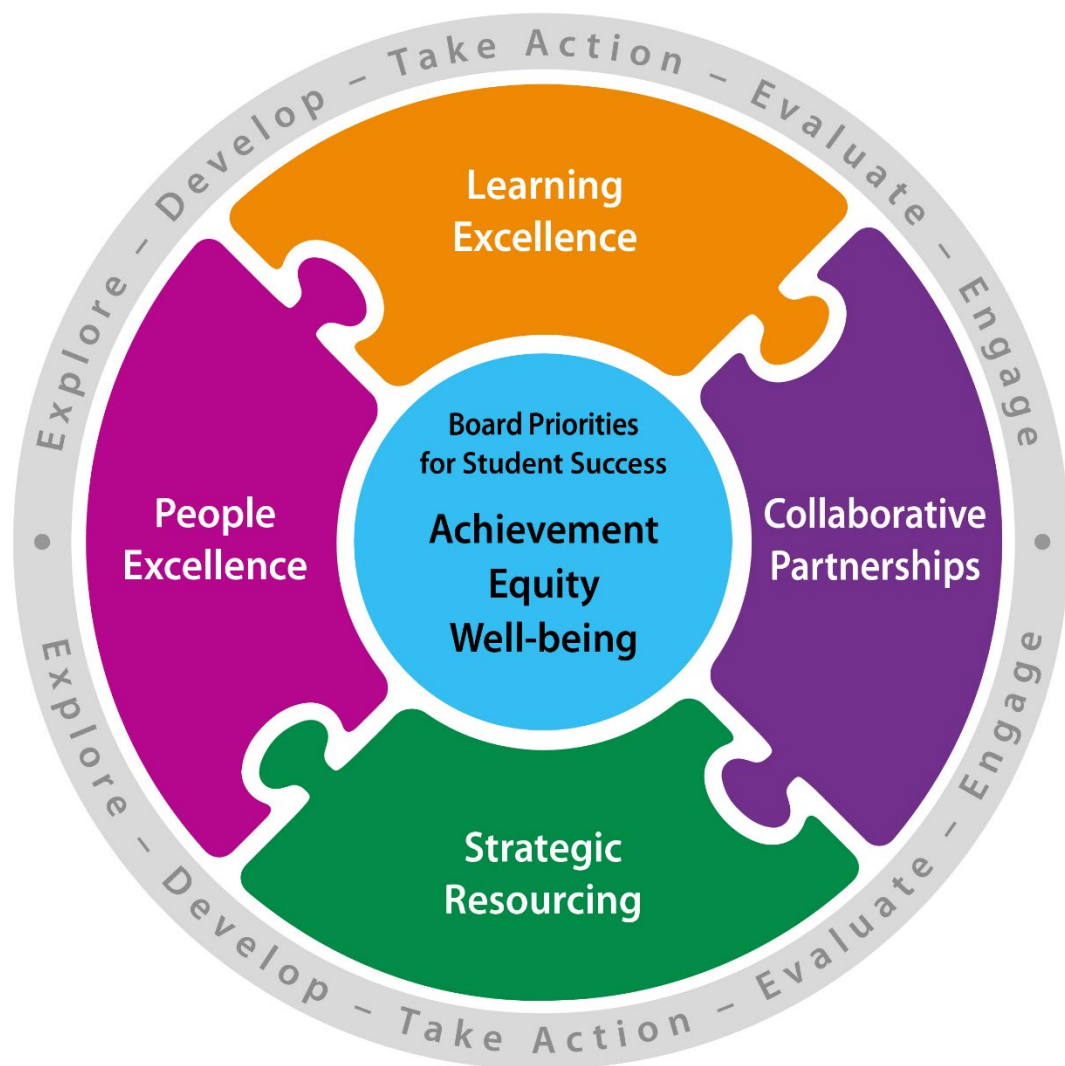 Explore – Develop – Take Action – Evaluate – Engage
Learning
Excellence
Board Priorities
for Student Success
Achievement
Equity
Well-being
People
Excellence
Collaborative
Partnerships
Strategic
Resourcing
Explore – Develop – Take Action – Evaluate – Engage